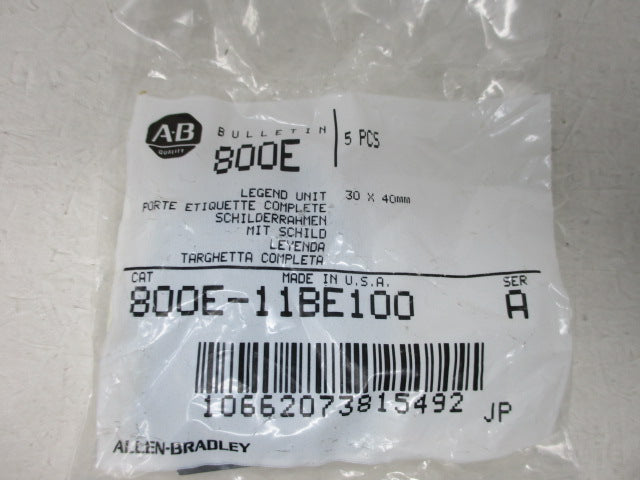 A-B
QUALITY
BULLETIN
800E
5 PCS
LEGEND UNIT 30 X 40MM
PORTE ETIQUETTE COMPLETE
SCHILDERRAHMEN
MIT SCHILD
LEYENDA
TARGHETTA COMPLETA
CAT MADE IN U.S.A. SER
800E-11BE100 A
10662073815492 JP
ALLEN-BRADLEY